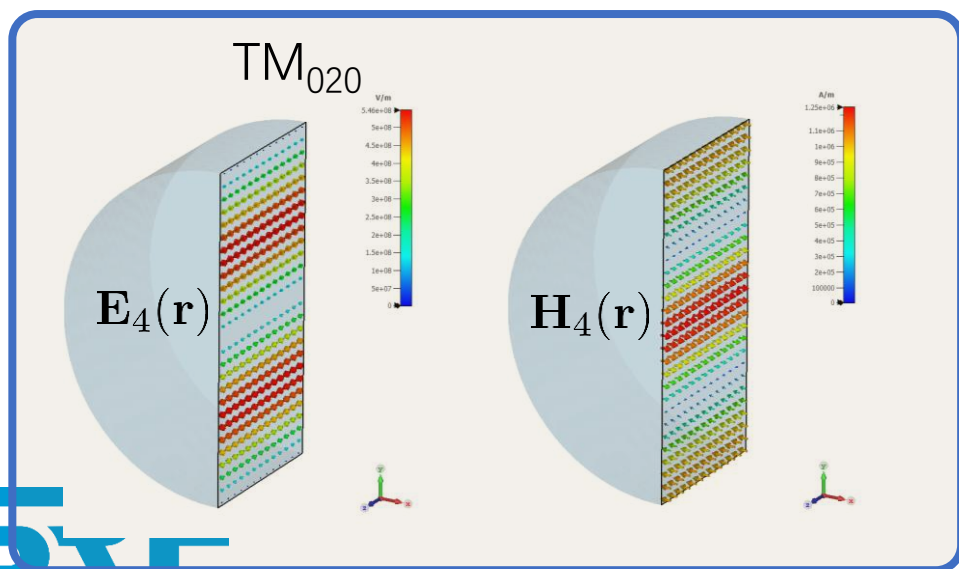 TM₀₂₀
V/m
5.46e+08
5e+08
4.5e+08
4e+08
3.5e+08
3e+08
2.5e+08
2e+08
1.5e+08
1e+08
5e+07
0
E₄(r)
y
z
x
A/m
1.25e+06
1.1e+06
1e+06
9e+05
8e+05
7e+05
6e+05
5e+05
4e+05
3e+05
2e+05
100000
0
H₄(r)
y
z
x